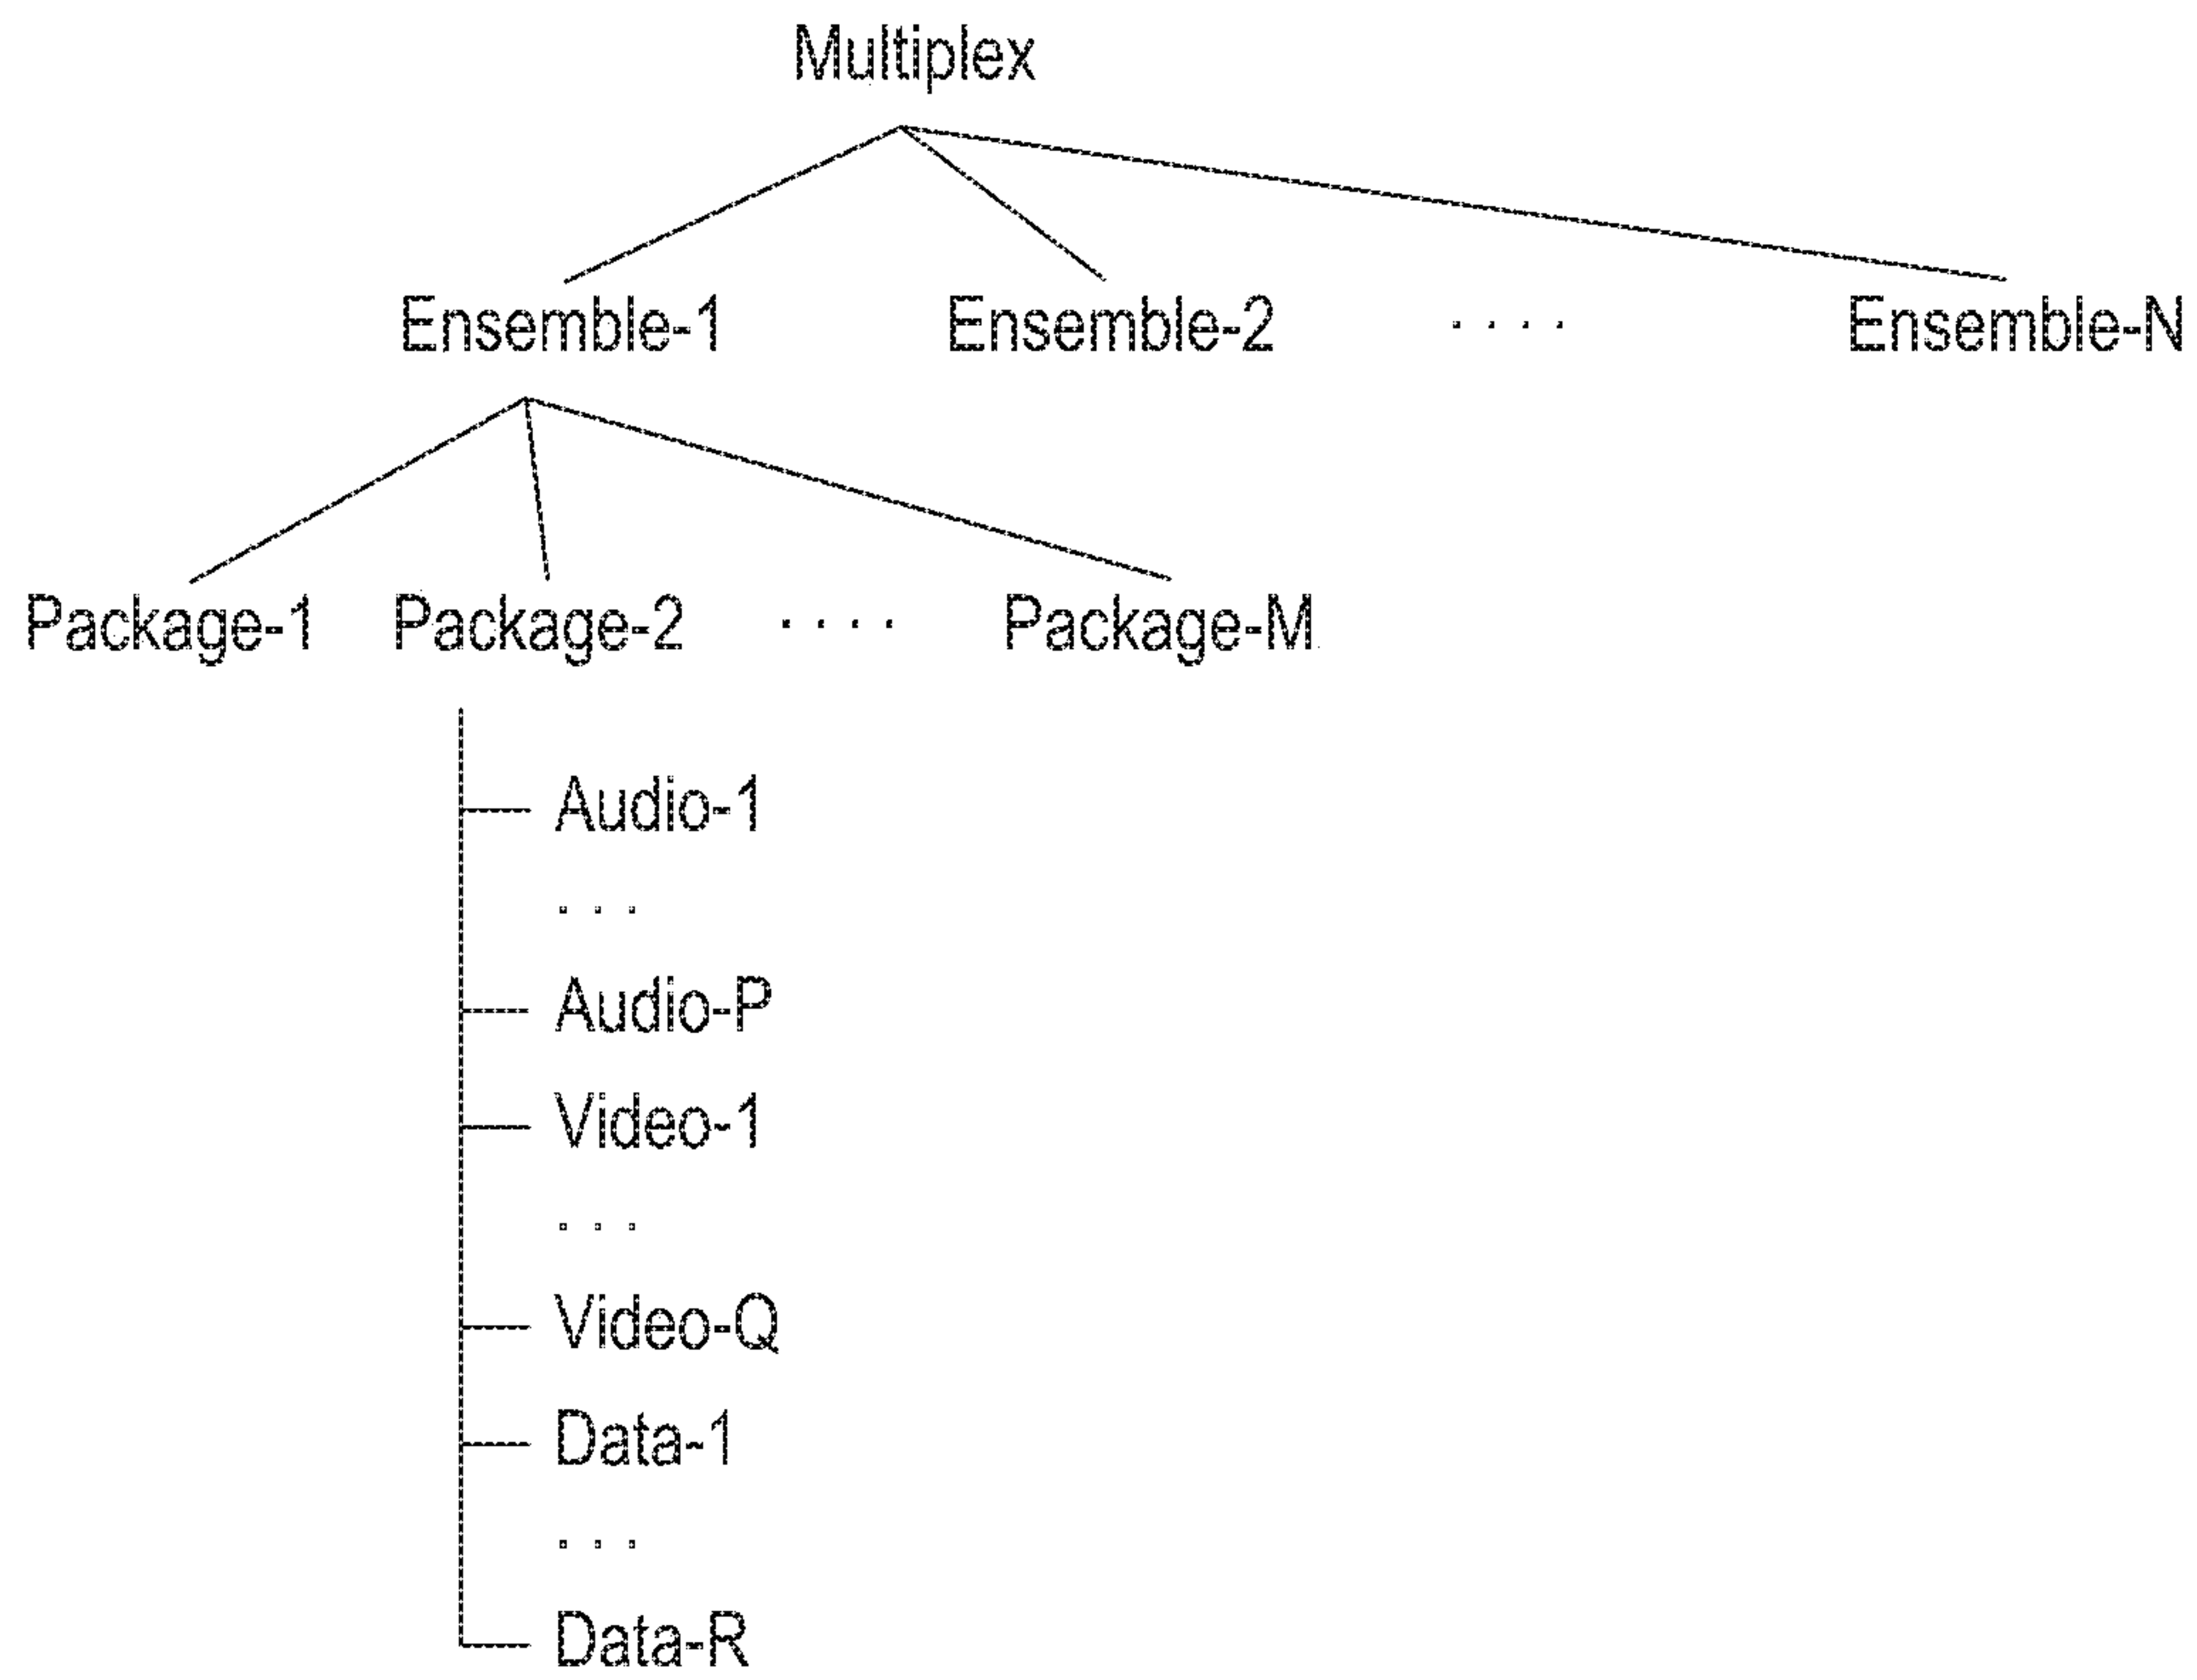 Multiplex
Ensemble-1 Ensemble-2 .... Ensemble-N
Package-1 Package-2 .... Package-M
Audio-1
...
Audio-P
Video-1
...
Video-Q
Data-1
...
Data-R